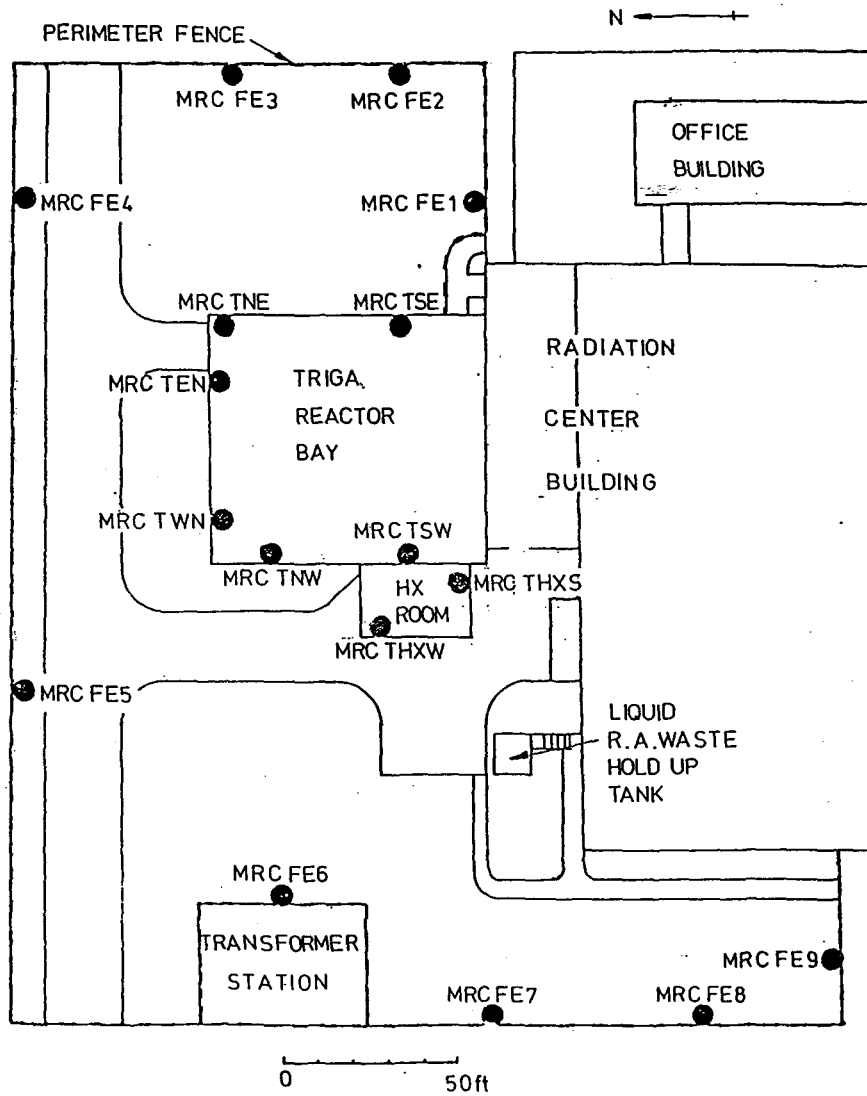 N
PERIMETER FENCE
MRC FE3
MRC FE2
OFFICE
BUILDING
MRC FE4
MRC FE1
MRC TNE
MRC TSE
RADIATION
CENTER
BUILDING
MRC TEN
TRIGA
REACTOR
BAY
MRC TWN
MRC TSW
MRC TNW
HX
ROOM
MRC THXS
MRC THXW
MRC FE5
LIQUID
R.A. WASTE
HOLD UP
TANK
MRC FE6
TRANSFORMER
STATION
MRC FE7
MRC FE8
MRC FE9
0
50ft